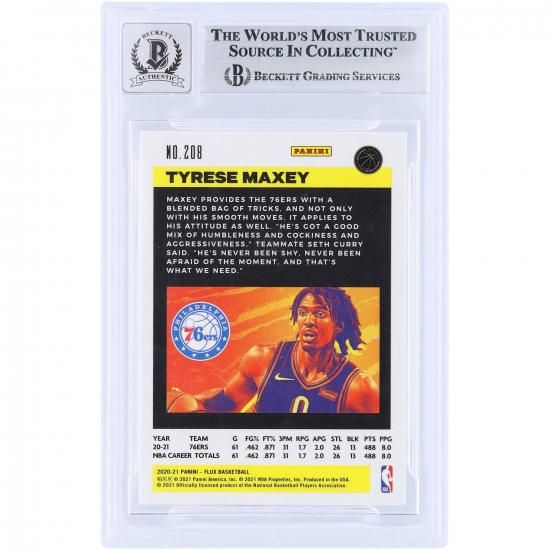 BECKETT
AUTHENTIC
THE WORLD'S MOST TRUSTED
SOURCE IN COLLECTING™
BECKETT GRADING SERVICES
NO. 208
PANINI
TYRESE MAXEY
MAXEY PROVIDES THE 76ERS WITH A
BLENDED BAG OF TRICKS, AND NOT ONLY
WITH HIS SMOOTH MOVES. IT APPLIES TO
HIS ATTITUDE AS WELL. "HE'S GOT A GOOD
MIX OF HUMBLENESS AND COCKINESS AND
AGGRESSIVENESS," TEAMMATE SETH CURRY
SAID. "HE'S NEVER BEEN SHY, NEVER BEEN
AFRAID OF THE MOMENT, AND THAT'S
WHAT WE NEED."
PHILADELPHIA
76ers
0
YEAR TEAM G FG% FT% 3PM RPG APG STL BLK PTS PPG
20-21 76ERS 61 .462 .871 31 1.7 2.0 26 13 488 8.0
NBA CAREER TOTALS 61 .462 .871 31 1.7 2.0 26 13 488 8.0
2020-21 PANINI – FLUX BASKETBALL
© 2021 Panini America, Inc. © 2021 NBA Properties, Inc. Produced in the USA.
© 2021 Officially licensed product of the National Basketball Players Association.
NBA